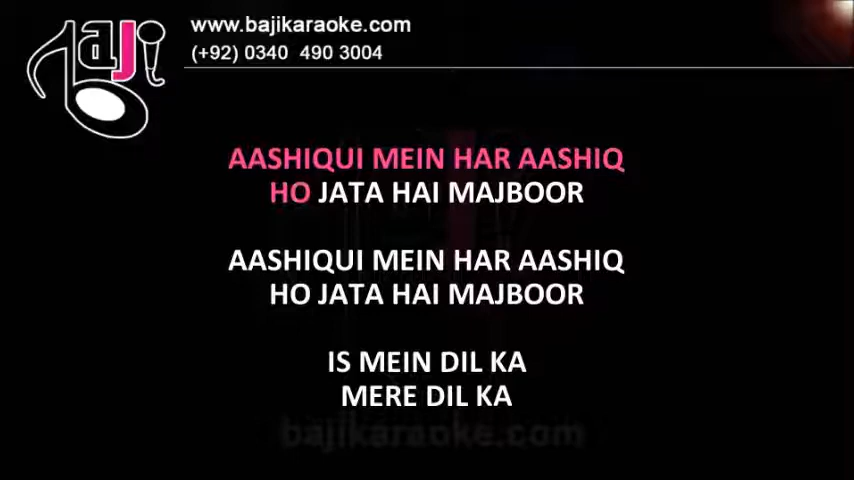 Baji
www.bajikaraoke.com
(+92) 0340 490 3004
AASHIQUI MEIN HAR AASHIQ
HO JATA HAI MAJBOOR
AASHIQUI MEIN HAR AASHIQ
HO JATA HAI MAJBOOR
IS MEIN DIL KA
MERE DIL KA
bajikaraoke.com